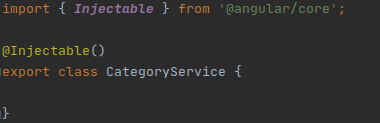 import { Injectable } from '@angular/core';
@Injectable()
export class CategoryService {
}